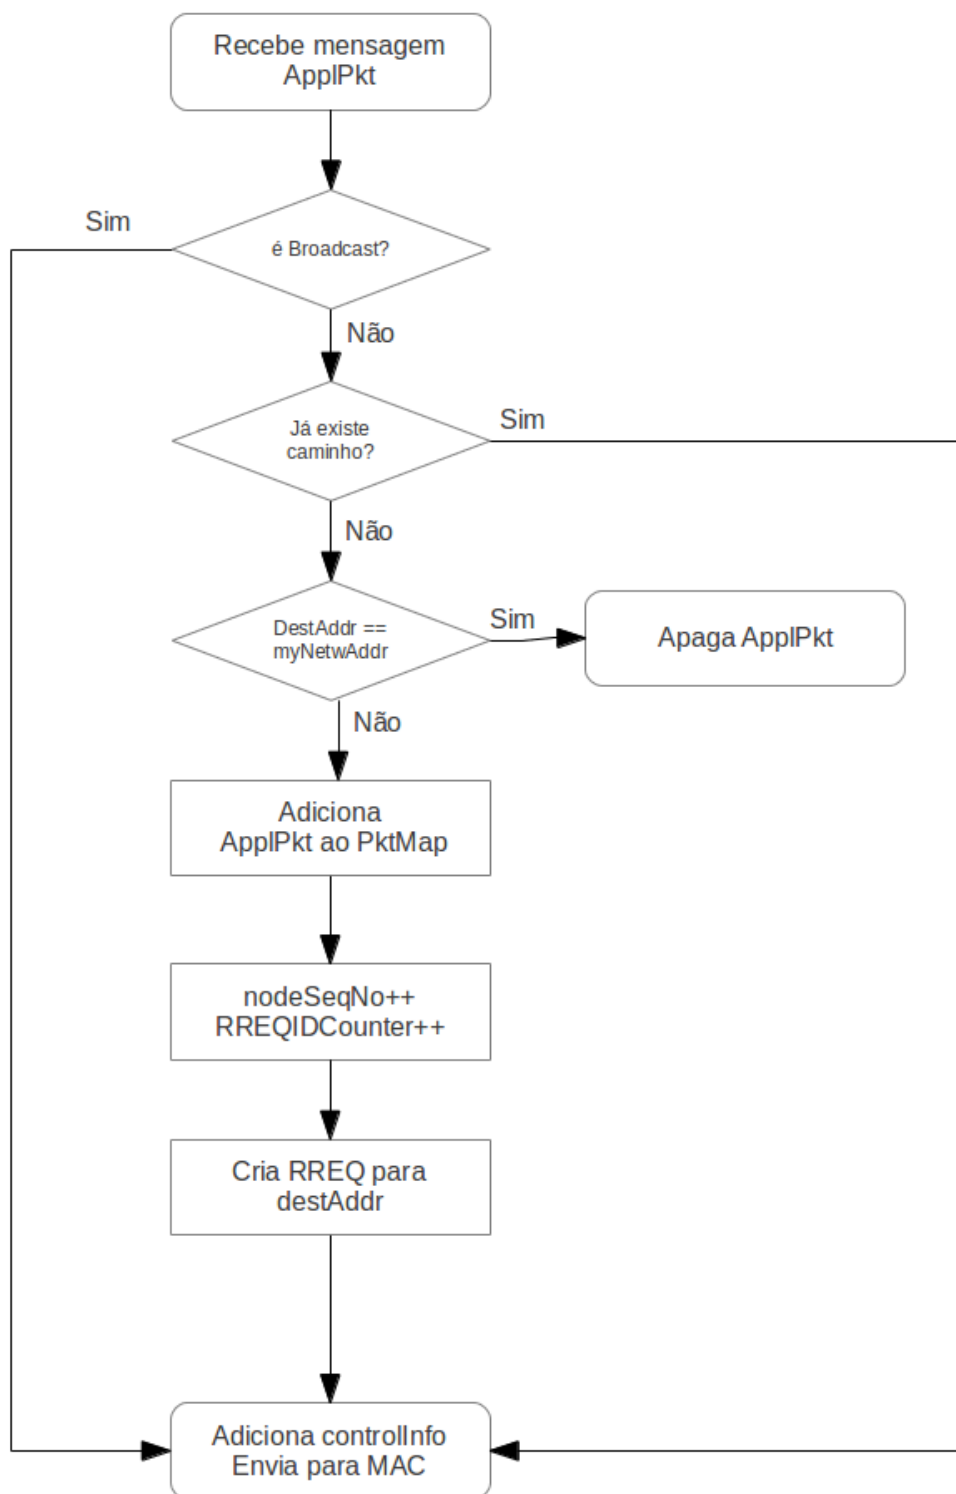 Recebe mensagem
ApplPkt
Sim
é Broadcast?
Não
Já existe
caminho?
Sim
Não
DestAddr ==
myNetwAddr
Sim
Apaga ApplPkt
Não
Adiciona
ApplPkt ao PktMap
nodeSeqNo++
RREQIDCounter++
Cria RREQ para
destAddr
Adiciona controlInfo
Envia para MAC